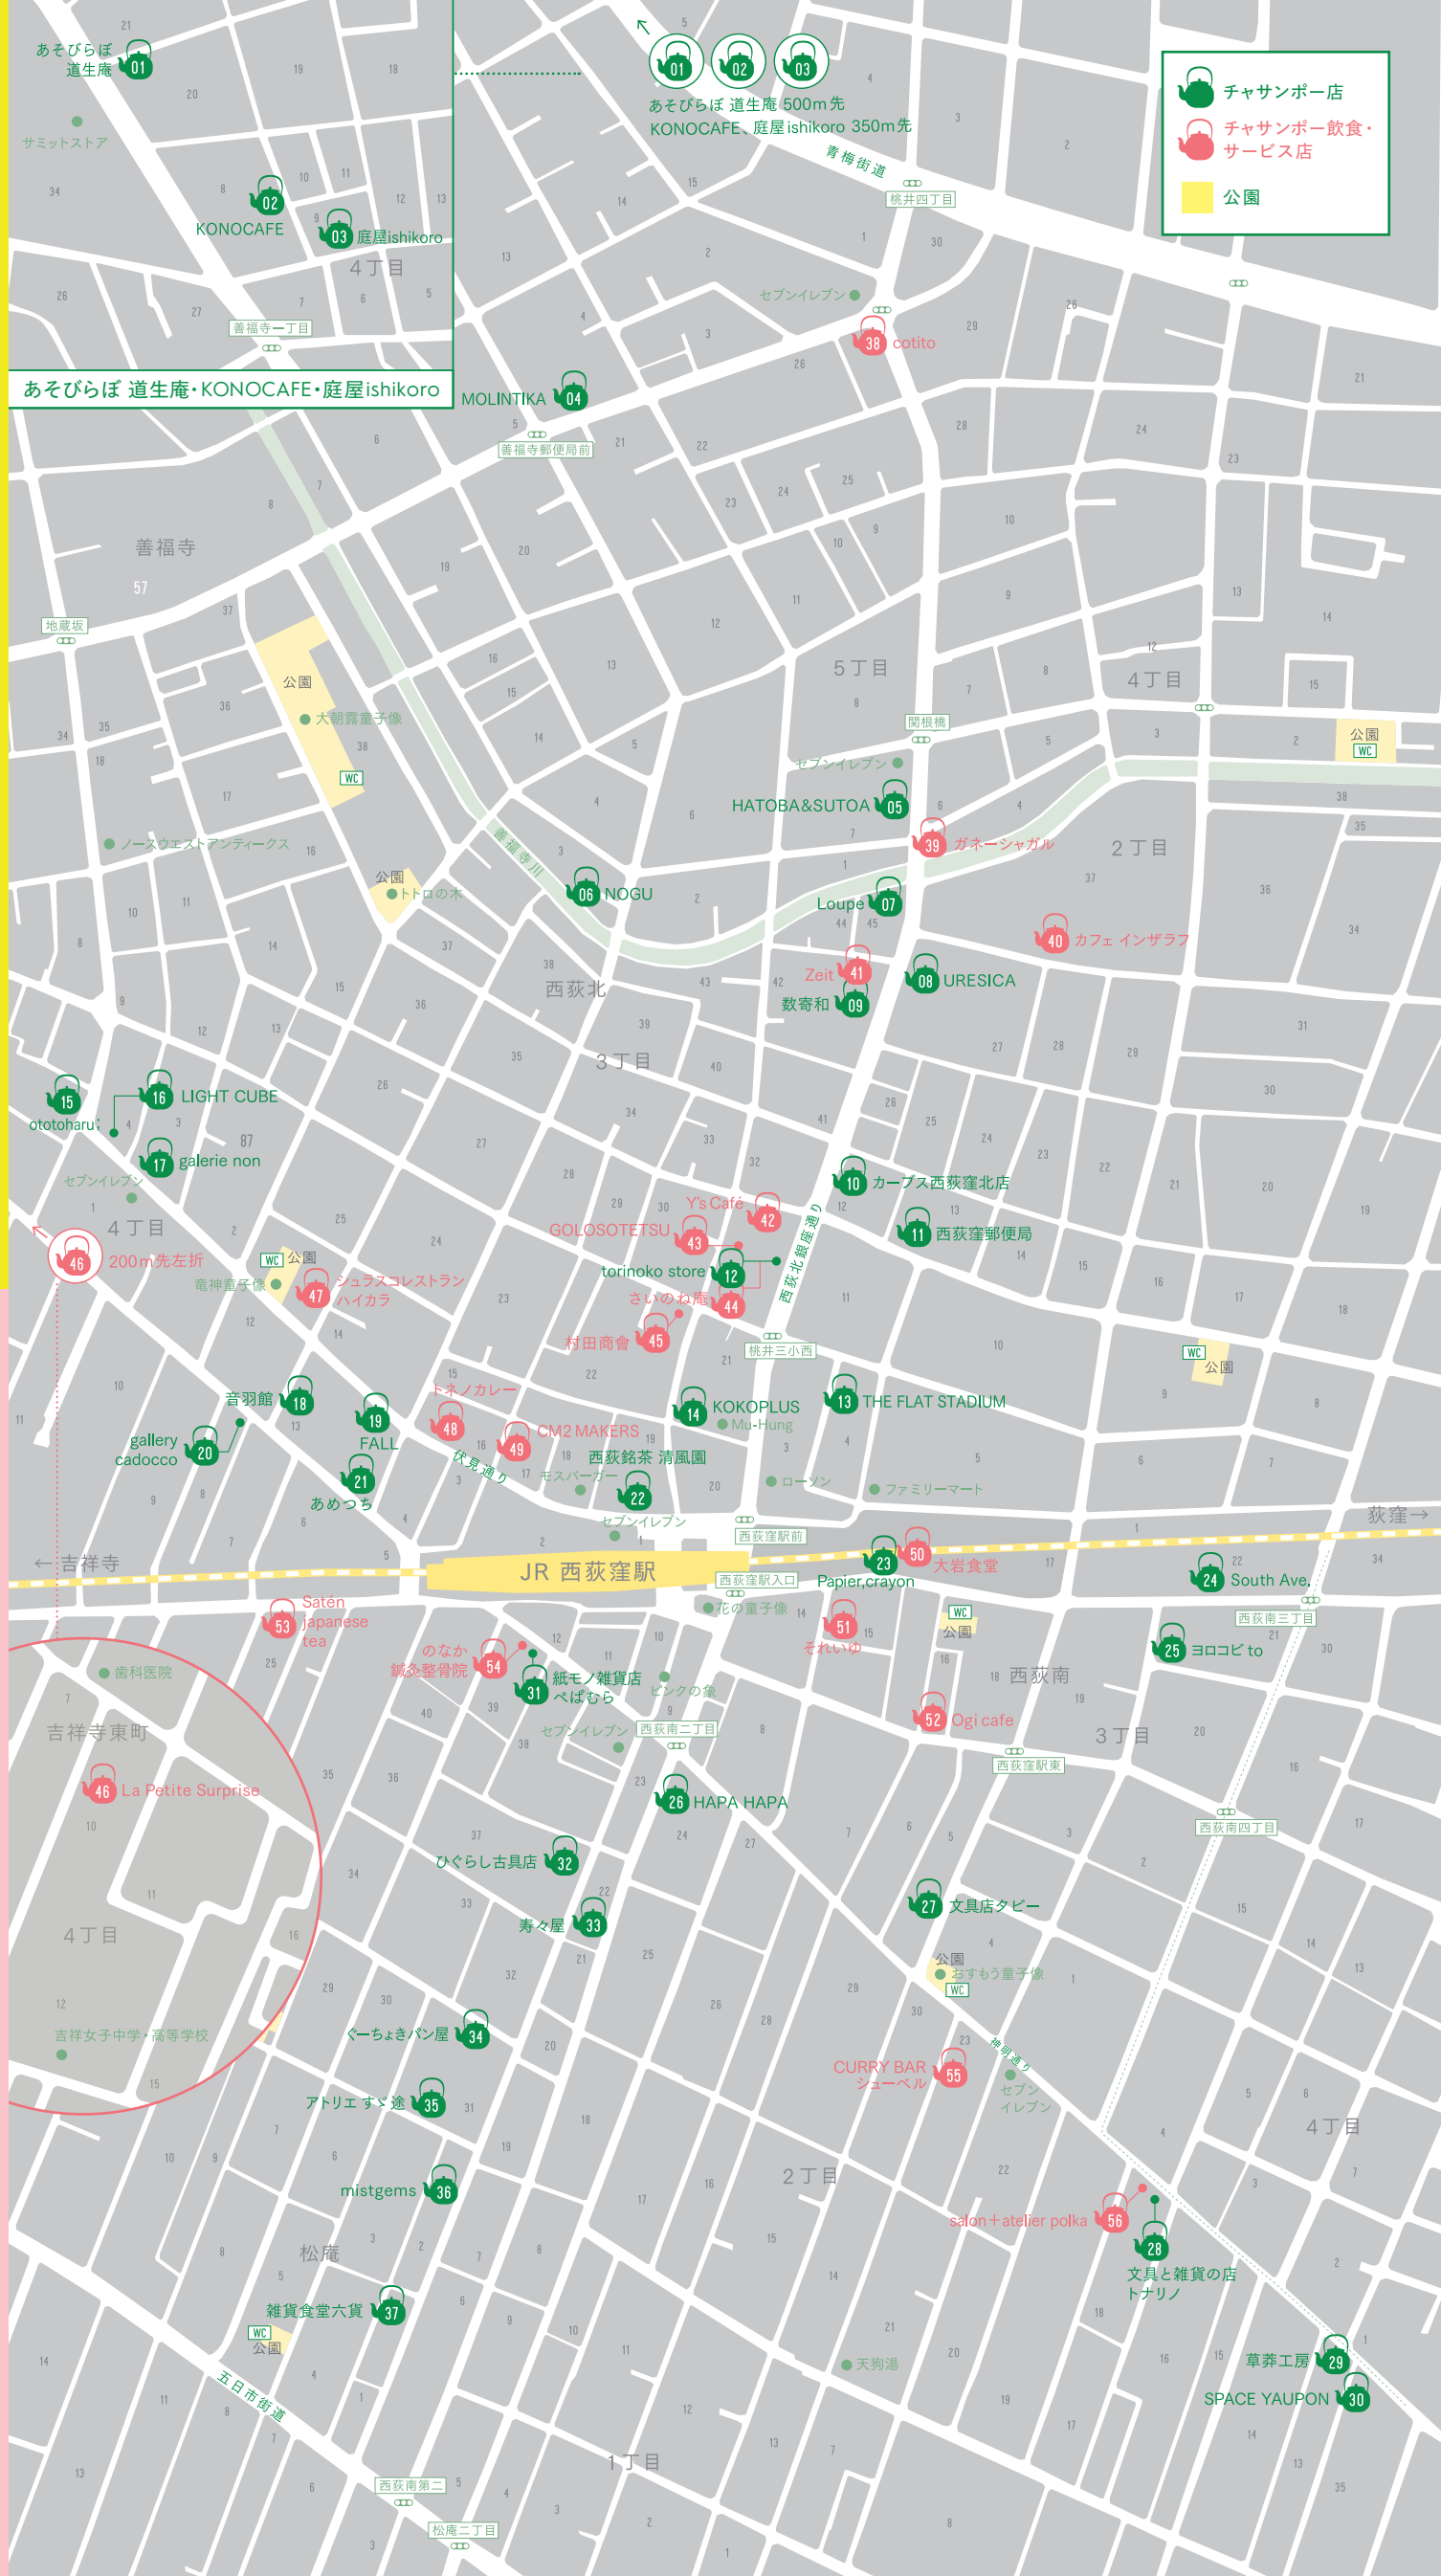 あそびらぼ
道生庵
01
サミットストア
02
KONOCAFE
03
庭屋ishikoro
4丁目
善福寺一丁目
あそびらぼ 道生庵・KONOCAFE・庭屋ishikoro
01
02
03
あそびらぼ 道生庵 500m先
KONOCAFE、庭屋ishikoro 350m先
青梅街道
桃井四丁目
チャサンポー店
チャサンポー飲食・
サービス店
公園
セブンイレブン
38
cotito
MOLINTIKA
04
善福寺郵便局前
善福寺
57
地蔵坂
公園
大朝露童子像
WC
5丁目
4丁目
関根橋
公園
WC
セブンイレブン
HATOBA&SUTOA
05
39
ガネーシャガル
2丁目
ノースウエストアンティークス
公園
トトロの木
善福寺川
06
NOGU
Loupe
07
40
カフェ インザラフ
西荻北
Zeit
41
08
URESICA
数寄和
09
3丁目
15
ototoharu;
16
LIGHT CUBE
17
galerie non
87
セブンイレブン
4丁目
10
カーブス西荻窪北店
11
西荻窪郵便局
Y's Café
42
GOLOSOTETSU
43
torinoko store
12
西荻北銀座通り
さいのね庵
44
村田商會
45
桃井三小西
46
200m先左折
WC
公園
竜神童子像
47
シュラスコレストラン
ハイカラ
WC
公園
音羽館
18
19
FALL
gallery
cadocco
20
21
あめつち
トネノカレー
48
49
CM2 MAKERS
伏見通り
14
KOKOPLUS
Mu-Hung
13
THE FLAT STADIUM
西荻銘茶 清風園
モスバーガー
22
セブンイレブン
ローソン
ファミリーマート
西荻窪駅前
荻窪→
←吉祥寺
JR 西荻窪駅
23
Papier,crayon
50
大岩食堂
24
South Ave.
西荻窪駅入口
花の童子像
51
それいゆ
WC
公園
西荻南三丁目
25
ヨロコビto
53
Satén
japanese
tea
のなか
鍼灸整骨院
54
31
紙モノ雑貨店
ぺぱむら
ピンクの象
セブンイレブン
西荻南二丁目
西荻南
52
Ogi cafe
3丁目
西荻窪駅東
西荻南四丁目
歯科医院
吉祥寺東町
46
La Petite Surprise
4丁目
吉祥女子中学・高等学校
26
HAPA HAPA
ひぐらし古具店
32
寿々屋
33
27
文具店タビー
公園
おすもう童子像
WC
神明通り
ぐーちょきパン屋
34
アトリエ すゞ途
35
mistgems
36
CURRY BAR
シューベル
55
セブン
イレブン
2丁目
4丁目
salon+atelier polka
56
28
文具と雑貨の店
トナリノ
松庵
雑貨食堂六貨
37
WC
公園
五日市街道
天狗湯
草莽工房
29
SPACE YAUPON
30
1丁目
西荻南第二
松庵二丁目